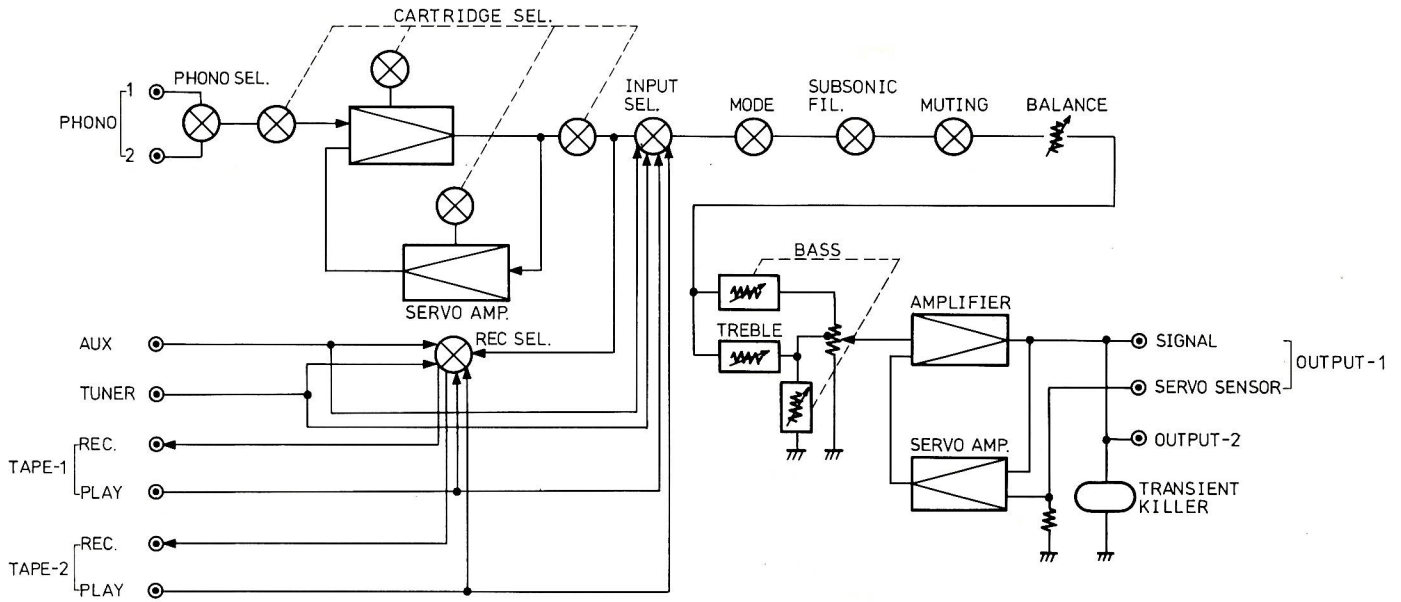 CARTRIDGE SEL.
PHONO SEL.
PHONO
1
2
INPUT
SEL.
MODE
SUBSONIC
FIL.
MUTING
BALANCE
SERVO AMP.
AUX
TUNER
REC SEL.
TAPE-1
REC.
PLAY
TAPE-2
REC.
PLAY
BASS
TREBLE
AMPLIFIER
SERVO AMP.
SIGNAL
SERVO SENSOR
OUTPUT-1
OUTPUT-2
TRANSIENT
KILLER